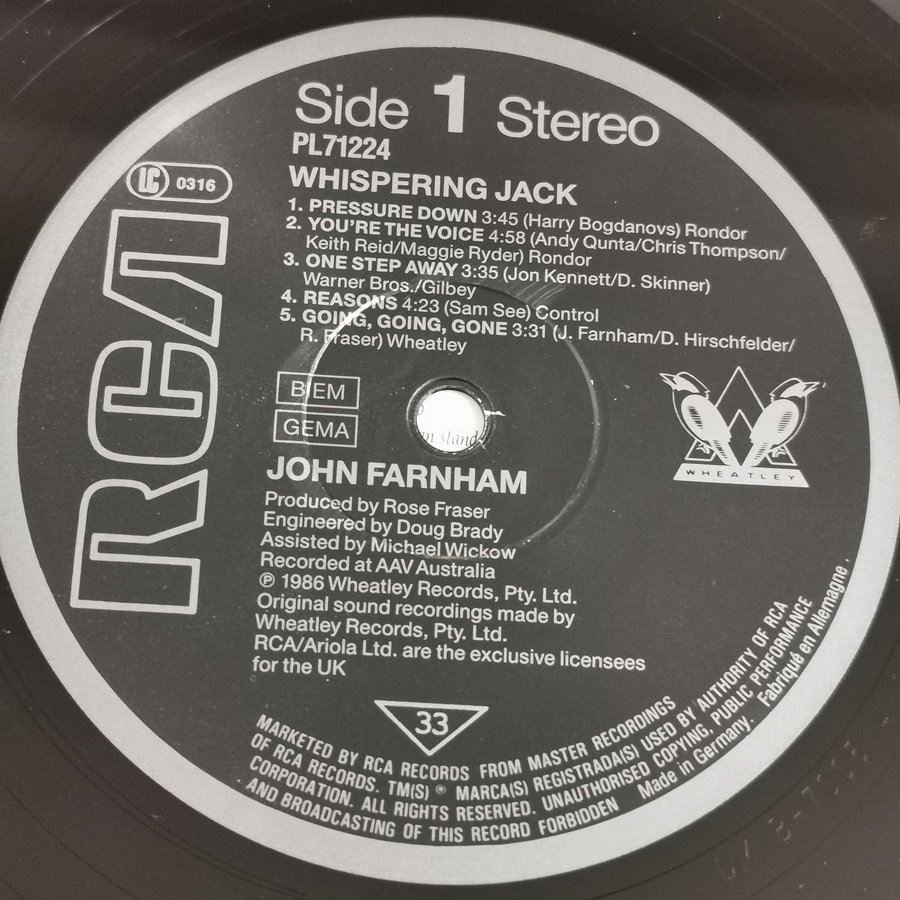 Side 1 Stereo
PL71224
WHISPERING JACK
1. PRESSURE DOWN 3:45 (Harry Bogdanovs) Rondor
2. YOU'RE THE VOICE 4:58 (Andy Qunta/Chris Thompson/
Keith Reid/Maggie Ryder) Rondor
3. ONE STEP AWAY 3:35 (Jon Kennett/D. Skinner)
Warner Bros./Gilbey
4. REASONS 4:23 (Sam See) Control
5. GOING, GOING, GONE 3:31 (J. Farnham/D. Hirschfelder/
R. Fraser) Wheatley
LC 0316
RCA
BIEM
GEMA
WHEATLEY
JOHN FARNHAM
Produced by Rose Fraser
Engineered by Doug Brady
Assisted by Michael Wickow
Recorded at AAV Australia
℗ 1986 Wheatley Records, Pty. Ltd.
Original sound recordings made by
Wheatley Records, Pty. Ltd.
RCA/Ariola Ltd. are the exclusive licensees
for the UK
33
MARKETED BY RCA RECORDS FROM MASTER RECORDINGS
OF RCA RECORDS. TM(S) ® MARCA(S) REGISTRADA(S) USED BY AUTHORITY OF RCA
CORPORATION. ALL RIGHTS RESERVED. UNAUTHORISED COPYING, PUBLIC PERFORMANCE
AND BROADCASTING OF THIS RECORD FORBIDDEN Made in Germany. Fabriqué en Allemagne.